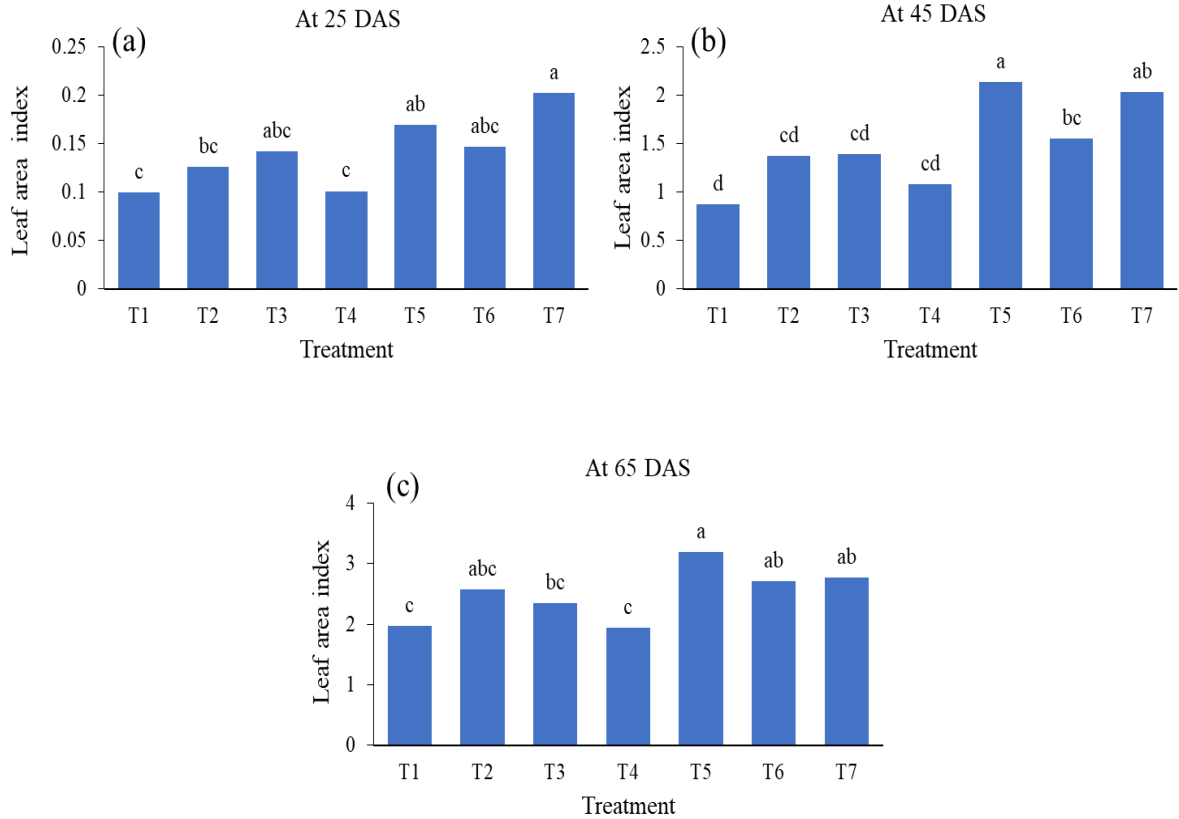 At 25 DAS
(a)
Leaf area index
0.25
0.2
0.15
0.1
0.05
0
c
bc
abc
c
ab
abc
a
T1 T2 T3 T4 T5 T6 T7
Treatment
At 45 DAS
(b)
Leaf area index
2.5
2
1.5
1
0.5
0
d
cd
cd
cd
a
bc
ab
T1 T2 T3 T4 T5 T6 T7
Treatment
At 65 DAS
(c)
Leaf area index
4
3
2
1
0
c
abc
bc
c
a
ab
ab
T1 T2 T3 T4 T5 T6 T7
Treatment